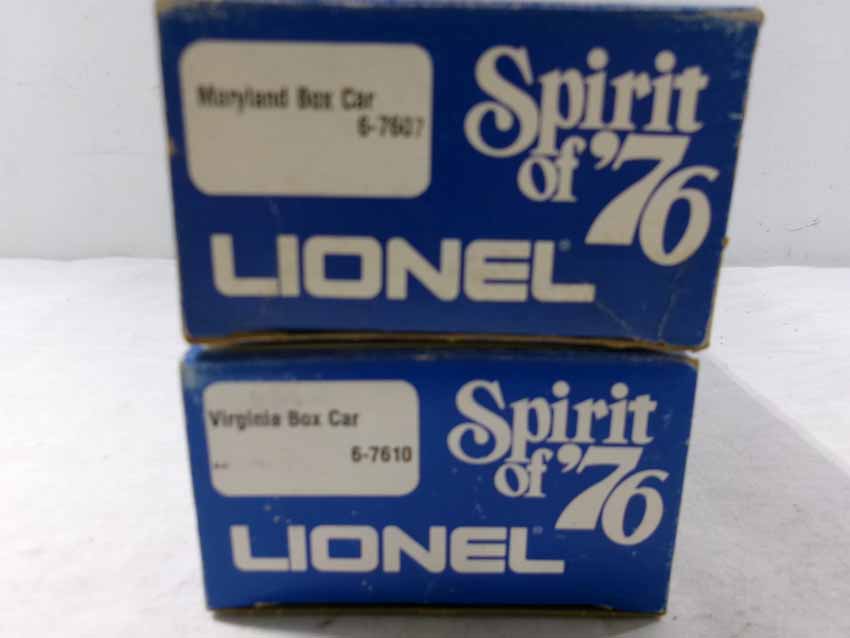 Maryland Box Car
6-7607
Spirit
of '76
LIONEL®
Virginia Box Car
6-7610
Spirit
of '76
LIONEL